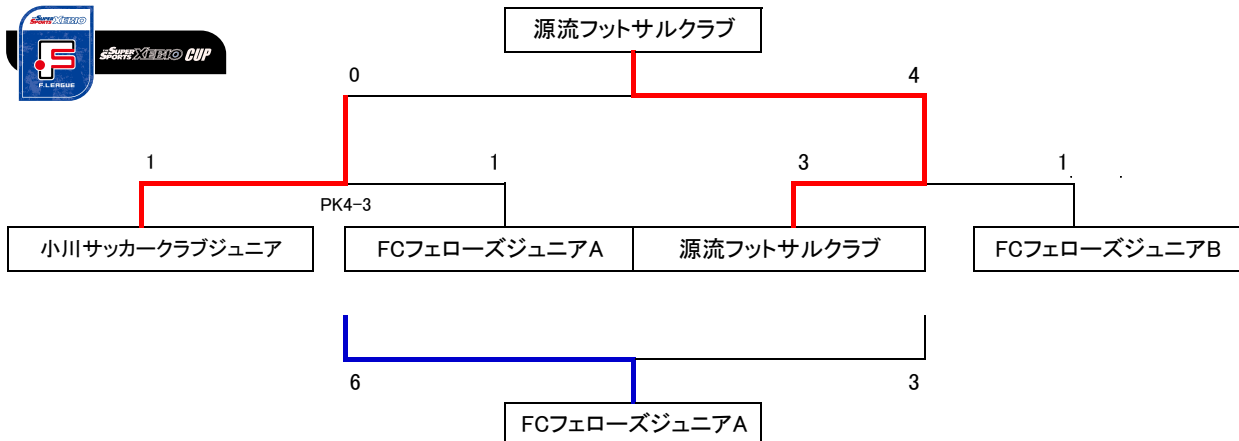 SUPER SPORTS XEBIO
F.LEAGUE
SUPER SPORTS XEBIO CUP
源流フットサルクラブ
0 4
1 1 3 1
PK4-3
小川サッカークラブジュニア FCフェローズジュニアA 源流フットサルクラブ FCフェローズジュニアB
6 3
FCフェローズジュニアA